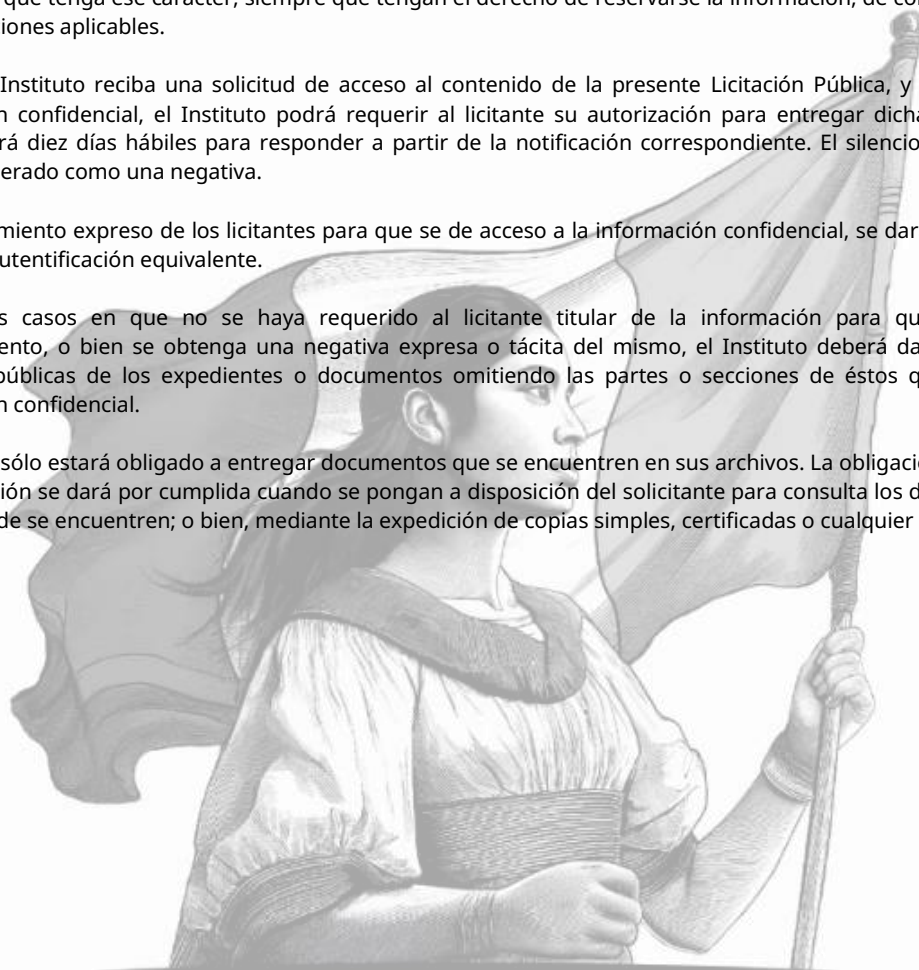 que tenga ese carácter, siempre que tengan el derecho de reservarse la información, de
iones aplicables.
Instituto reciba una solicitud de acceso al contenido de la presente Licitación Pública, y
n confidencial, el Instituto podrá requerir al licitante su autorización para entregar dicha
rá diez días hábiles para responder a partir de la notificación correspondiente. El silencio
erado como una negativa.
miento expreso de los licitantes para que se de acceso a la información confidencial, se dar
utentificación equivalente.
s casos en que no se haya requerido al licitante titular de la información para qu
ento, o bien se obtenga una negativa expresa o tácita del mismo, el Instituto deberá da
públicas de los expedientes o documentos omitiendo las partes o secciones de éstos q
n confidencial.
sólo estará obligado a entregar documentos que se encuentren en sus archivos. La obligaci
ión se dará por cumplida cuando se pongan a disposición del solicitante para consulta los d
de se encuentren; o bien, mediante la expedición de copias simples, certificadas o cualquier